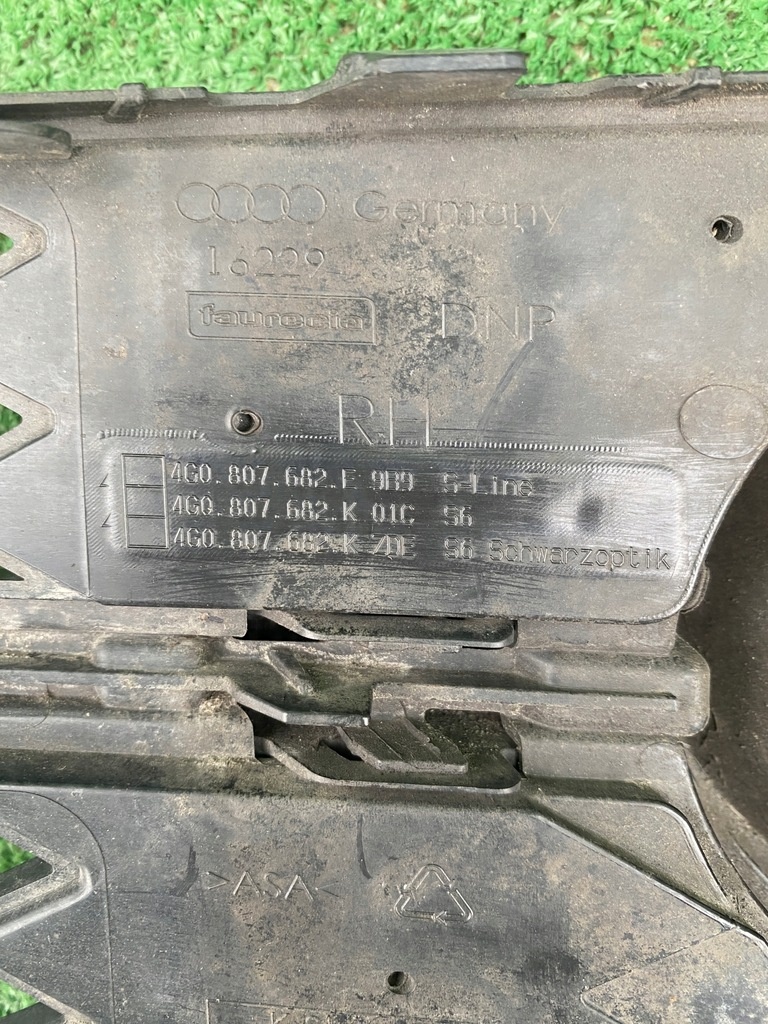 Germany
16229
faurecia DNP
RH
4G0.807.682.E 9B9 S-Line
4G0.807.682.K 01C S6
4G0.807.682.K ZDE S6 Schwarzoptik
>ASA<